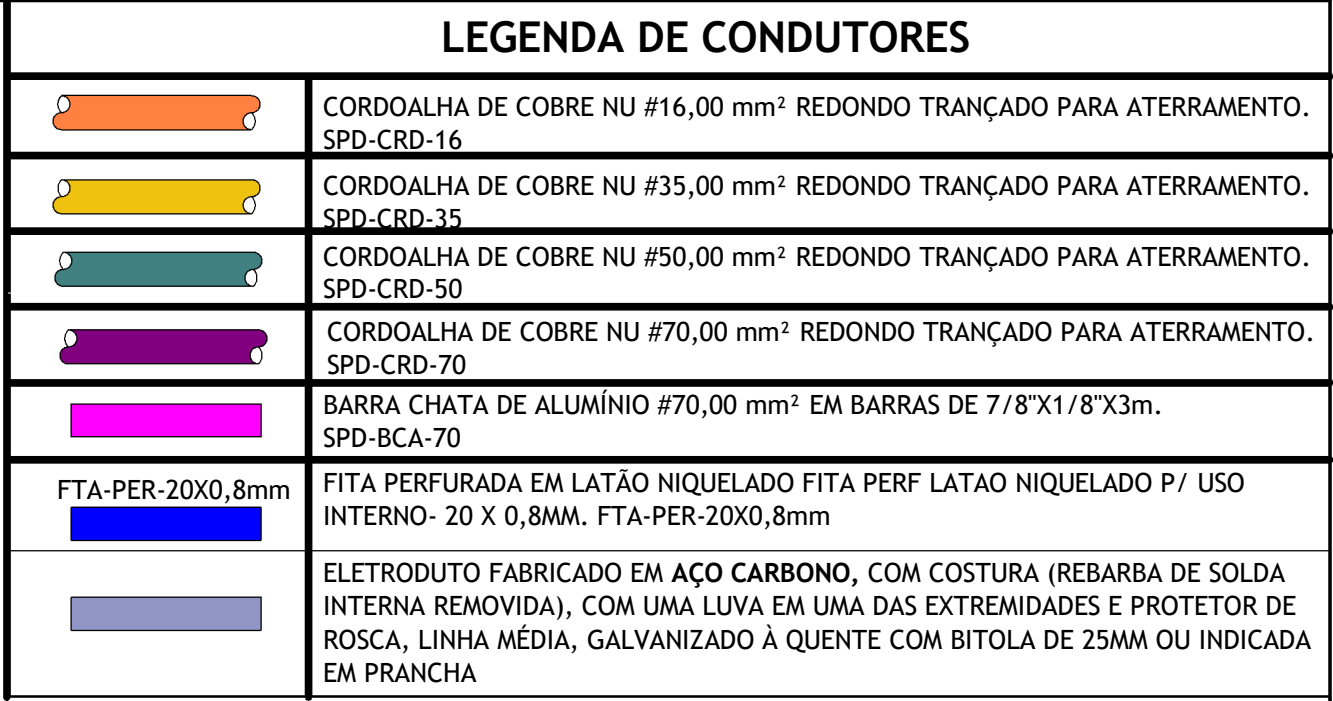 LEGENDA DE CONDUTORES
CORDOALHA DE COBRE NU #16,00 mm² REDONDO TRANÇADO PARA ATERRAMENTO.
SPD-CRD-16
CORDOALHA DE COBRE NU #35,00 mm² REDONDO TRANÇADO PARA ATERRAMENTO.
SPD-CRD-35
CORDOALHA DE COBRE NU #50,00 mm² REDONDO TRANÇADO PARA ATERRAMENTO.
SPD-CRD-50
CORDOALHA DE COBRE NU #70,00 mm² REDONDO TRANÇADO PARA ATERRAMENTO.
SPD-CRD-70
BARRA CHATA DE ALUMÍNIO #70,00 mm² EM BARRAS DE 7/8"X1/8"X3m.
SPD-BCA-70
FTA-PER-20X0,8mm
FITA PERFURADA EM LATÃO NIQUELADO FITA PERF LATAO NIQUELADO P/ USO
INTERNO- 20 X 0,8MM. FTA-PER-20X0,8mm
ELETRODUTO FABRICADO EM AÇO CARBONO, COM COSTURA (REBARBA DE SOLDA
INTERNA REMOVIDA), COM UMA LUVA EM UMA DAS EXTREMIDADES E PROTETOR DE
ROSCA, LINHA MÉDIA, GALVANIZADO À QUENTE COM BITOLA DE 25MM OU INDICADA
EM PRANCHA